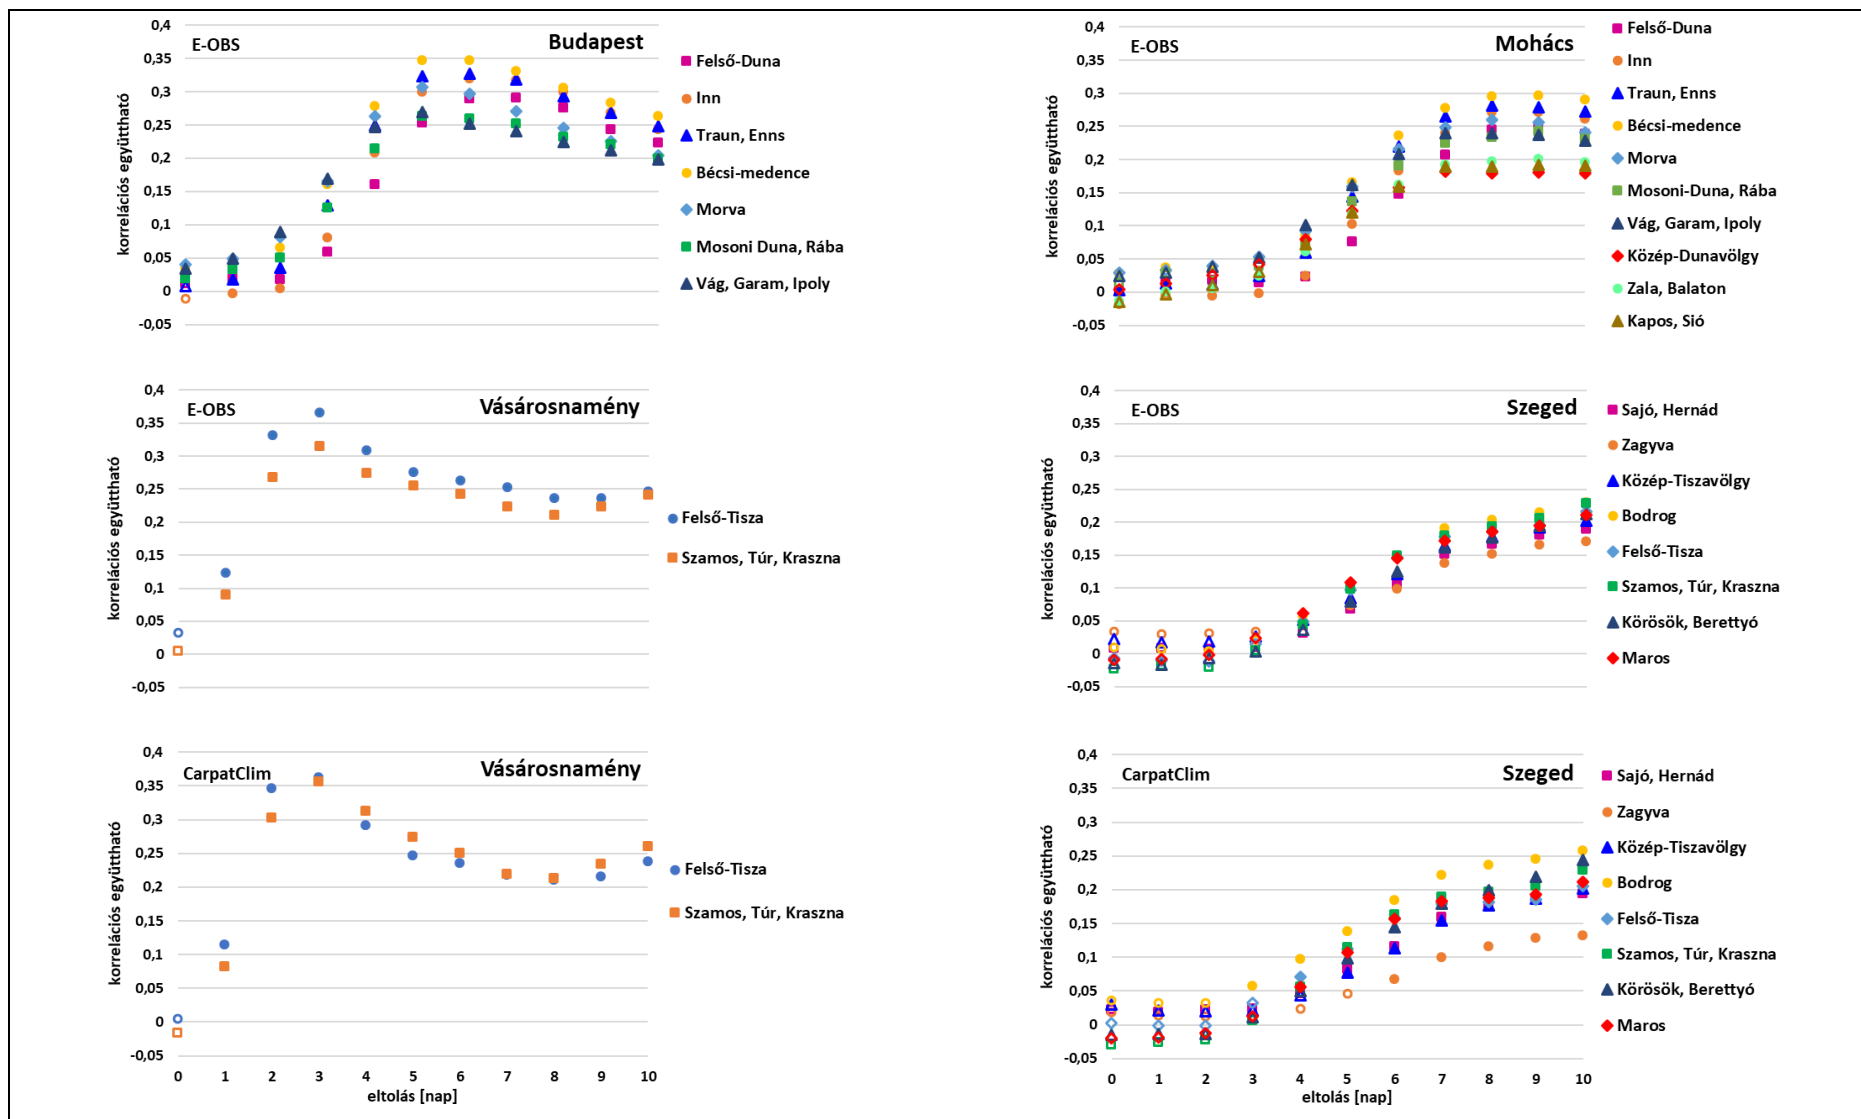 E-OBS
Budapest
korrelációs együttható
0,4
0,35
0,3
0,25
0,2
0,15
0,1
0,05
0
-0,05
Felső-Duna
Inn
Traun, Enns
Bécsi-medence
Morva
Mosoni Duna, Rába
Vág, Garam, Ipoly
E-OBS
Mohács
korrelációs együttható
0,4
0,35
0,3
0,25
0,2
0,15
0,1
0,05
0
-0,05
Felső-Duna
Inn
Traun, Enns
Bécsi-medence
Morva
Mosoni-Duna, Rába
Vág, Garam, Ipoly
Közép-Dunavölgy
Zala, Balaton
Kapos, Sió
E-OBS
Vásárosnamény
korrelációs együttható
0,4
0,35
0,3
0,25
0,2
0,15
0,1
0,05
0
-0,05
Felső-Tisza
Szamos, Túr, Kraszna
E-OBS
Szeged
korrelációs együttható
0,4
0,35
0,3
0,25
0,2
0,15
0,1
0,05
0
-0,05
Sajó, Hernád
Zagyva
Közép-Tiszavölgy
Bodrog
Felső-Tisza
Szamos, Túr, Kraszna
Körösök, Berettyó
Maros
CarpatClim
Vásárosnamény
korrelációs együttható
0,4
0,35
0,3
0,25
0,2
0,15
0,1
0,05
0
-0,05
0 1 2 3 4 5 6 7 8 9 10
eltolás [nap]
Felső-Tisza
Szamos, Túr, Kraszna
CarpatClim
Szeged
korrelációs együttható
0,4
0,35
0,3
0,25
0,2
0,15
0,1
0,05
0
-0,05
0 1 2 3 4 5 6 7 8 9 10
eltolás [nap]
Sajó, Hernád
Zagyva
Közép-Tiszavölgy
Bodrog
Felső-Tisza
Szamos, Túr, Kraszna
Körösök, Berettyó
Maros